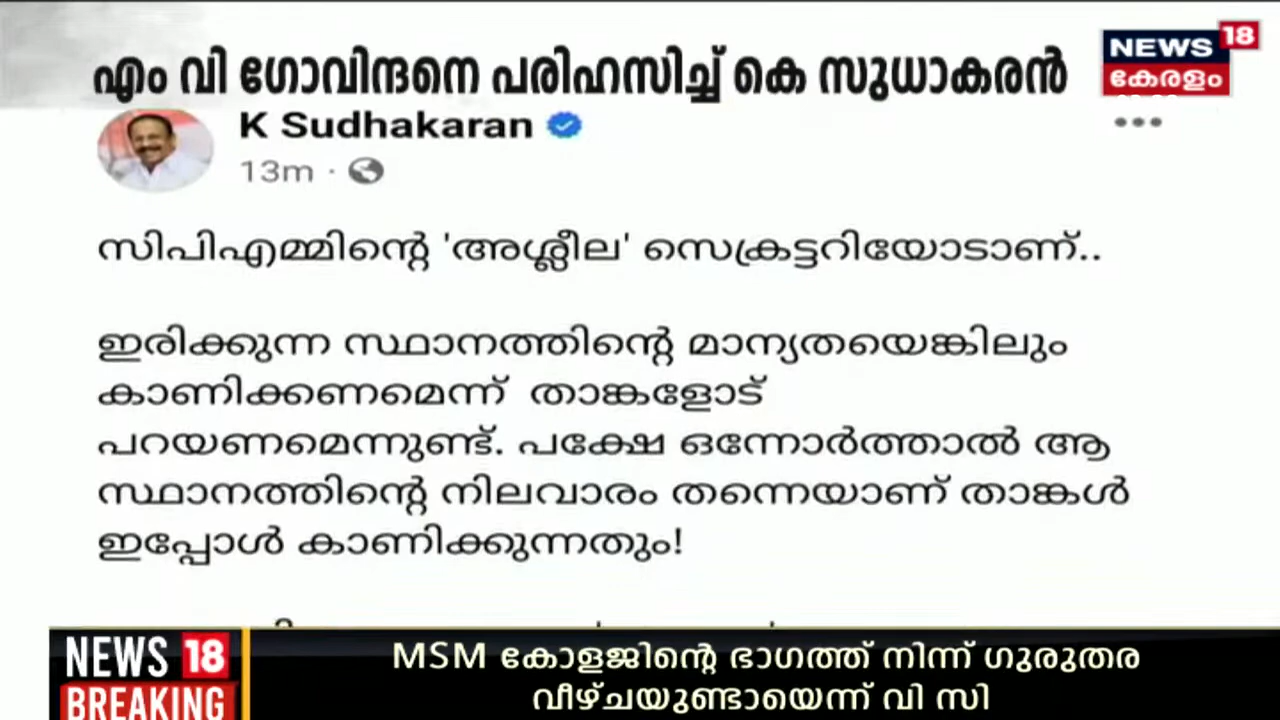 എം വി ഗോവിന്ദനെ പരിഹസിച്ച് കെ സുധാകരൻ
NEWS 18
കേരളം
K Sudhakaran
13m ·
സിപിഎമ്മിന്റെ 'അശ്ലീല' സെക്രട്ടറിയോടാണ്..
ഇരിക്കുന്ന സ്ഥാനത്തിന്റെ മാന്യതയെങ്കിലും
കാണിക്കണമെന്ന് താങ്കളോട്
പറയണമെന്നുണ്ട്. പക്ഷേ ഒന്നോർത്താൽ ആ
സ്ഥാനത്തിന്റെ നിലവാരം തന്നെയാണ് താങ്കൾ
ഇപ്പോൾ കാണിക്കുന്നതും!
NEWS 18
BREAKING
MSM കോളജിന്റെ ഭാഗത്ത് നിന്ന് ഗുരുതര
വീഴ്ചയുണ്ടായെന്ന് വി സി